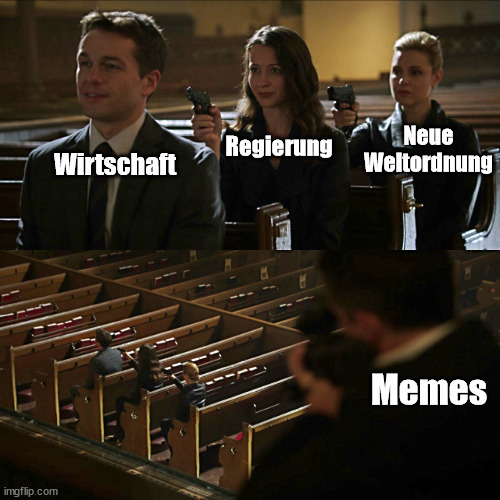 Wirtschaft
Regierung
Neue
Weltordnung
Memes
imgflip.com